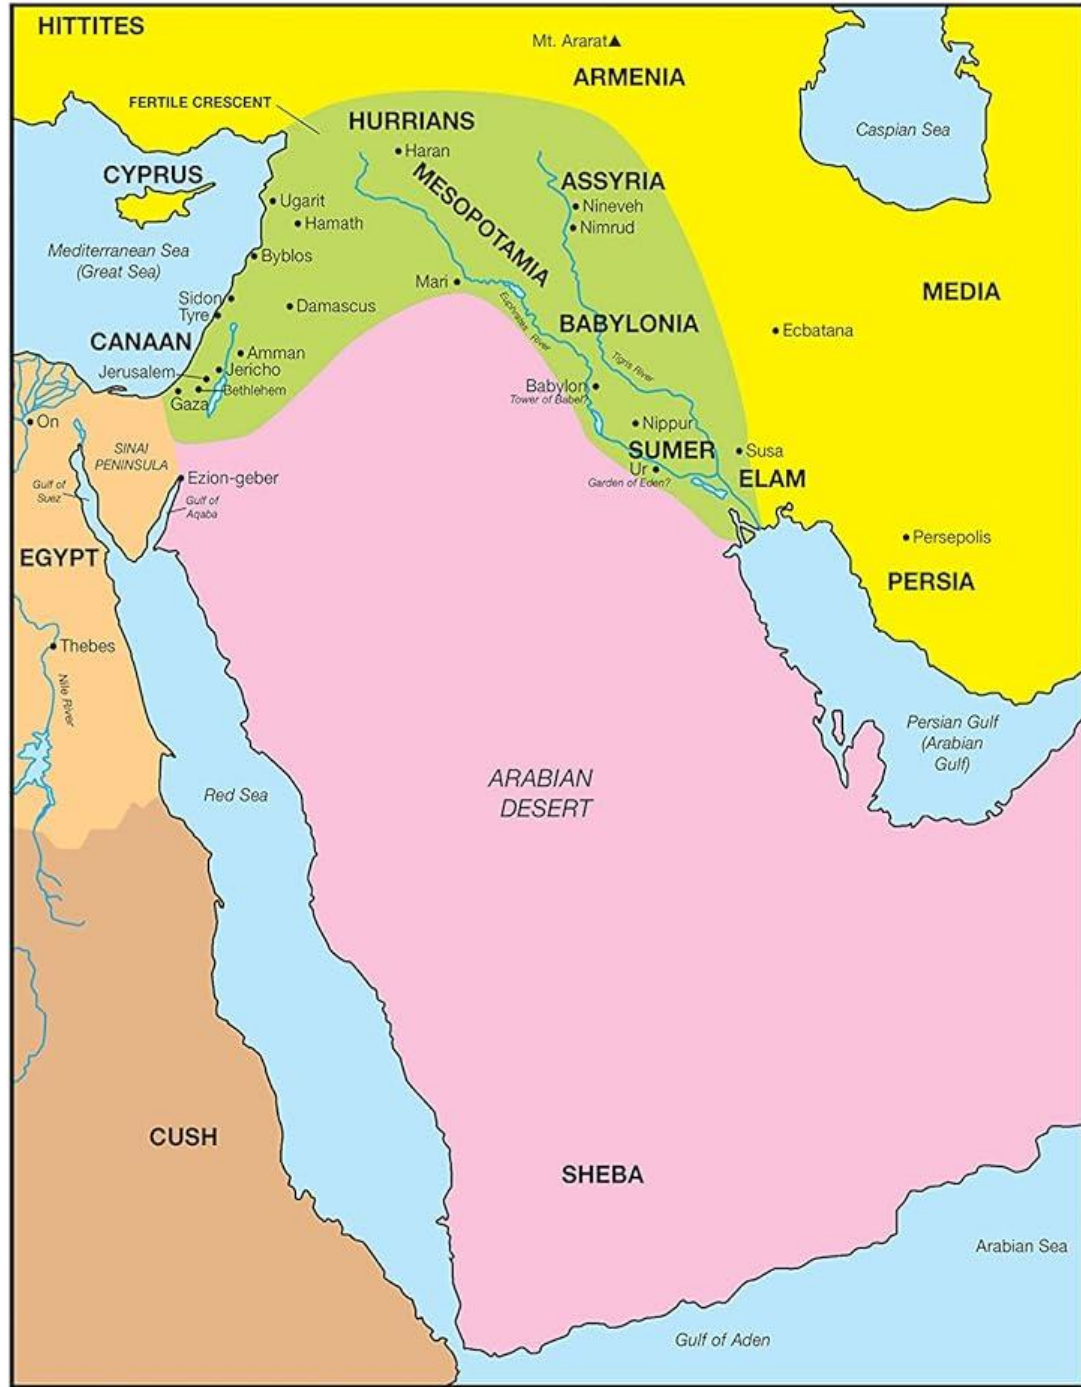 HITTITES
Mt. Ararat
ARMENIA
FERTILE CRESCENT
HURRIANS
Caspian Sea
Haran
CYPRUS
MESOPOTAMIA
ASSYRIA
Ugarit
Nineveh
Hamath
Nimrud
Mediterranean Sea
(Great Sea)
Byblos
Mari
MEDIA
Sidon
Damascus
Euphrates River
Tyre
BABYLONIA
Ecbatana
CANAAN
Amman
Tigris River
Jericho
Jerusalem
Bethlehem
Babylon
Tower of Babel?
Gaza
On
Nippur
SINAI
PENINSULA
SUMER
Susa
Ur
Garden of Eden?
ELAM
Ezion-geber
Gulf of
Suez
Gulf of
Aqaba
EGYPT
Persepolis
PERSIA
Thebes
Nile River
Persian Gulf
(Arabian
Gulf)
ARABIAN
DESERT
Red Sea
CUSH
SHEBA
Arabian Sea
Gulf of Aden